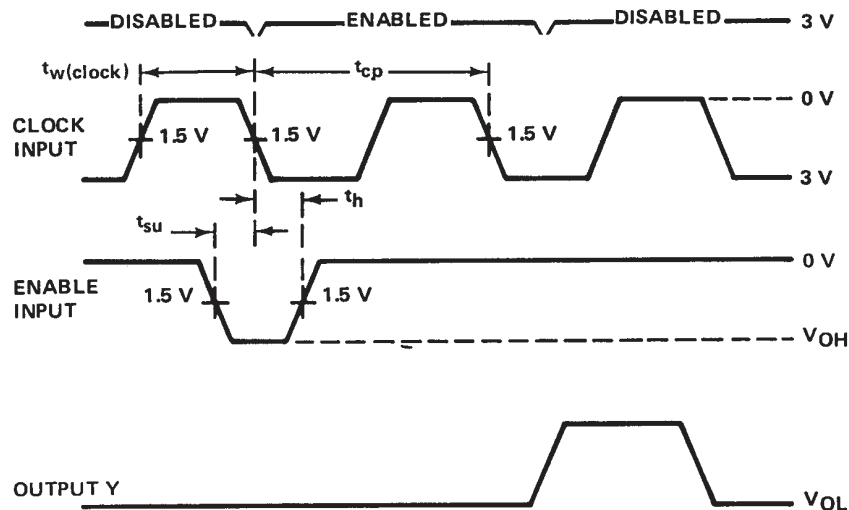 DISABLED ENABLED DISABLED 3 V
tw(clock) tcp
0 V
CLOCK INPUT
1.5 V 1.5 V 1.5 V
3 V
th
tsu
0 V
ENABLE INPUT
1.5 V 1.5 V
VOH
OUTPUT Y
VOL